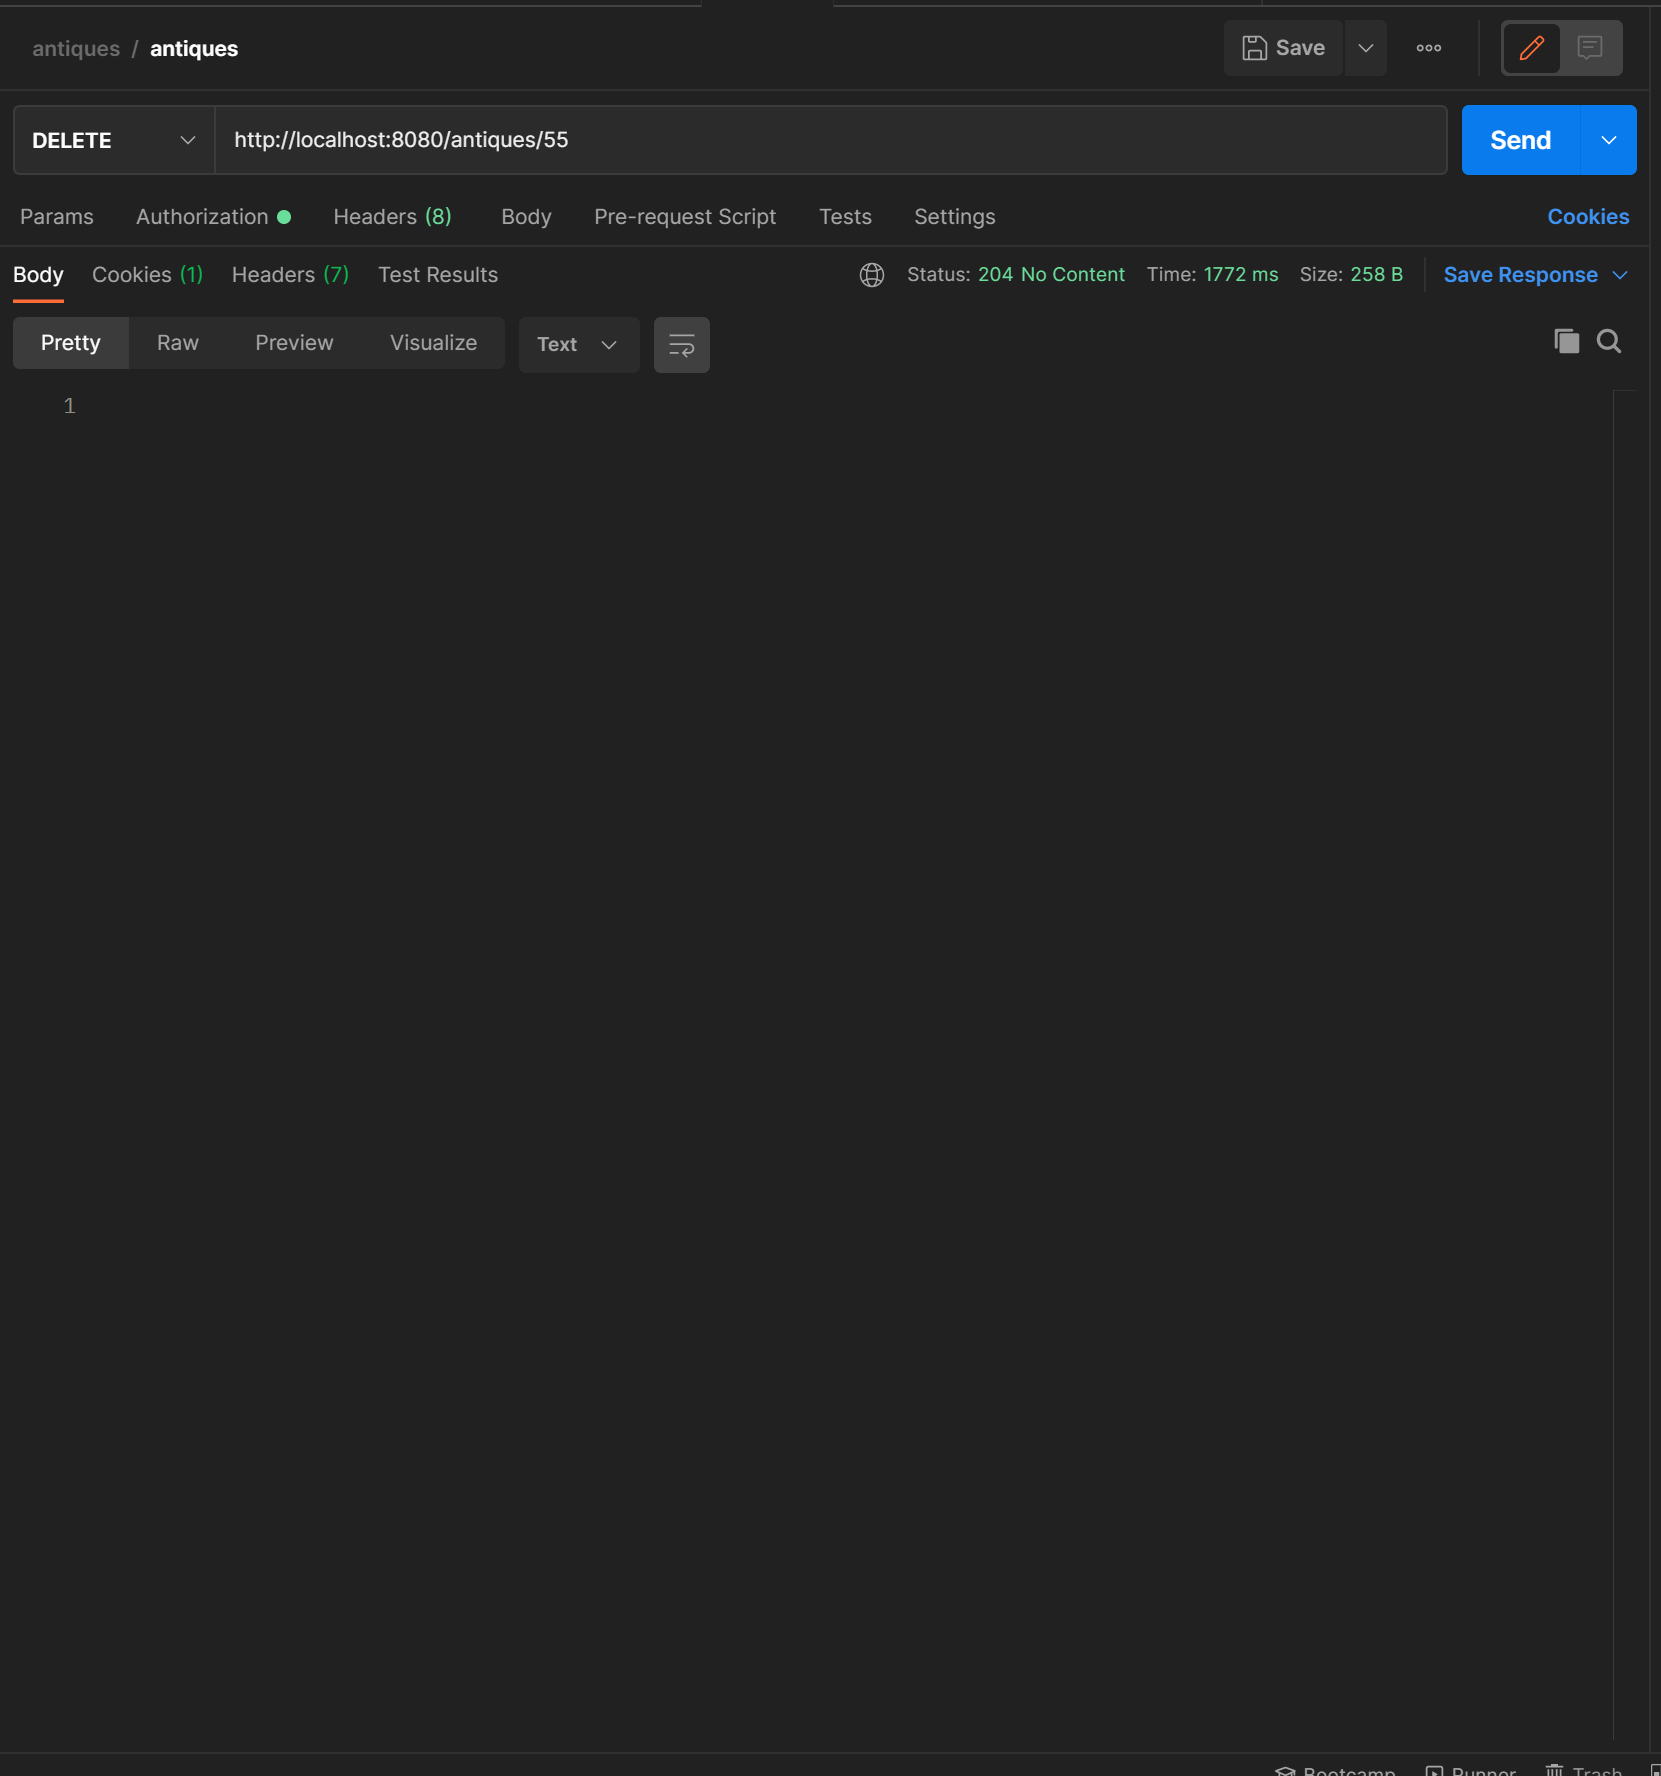 antiques / antiques
Save
DELETE
http://localhost:8080/antiques/55
Send
Params Authorization Headers (8) Body Pre-request Script Tests Settings Cookies
Body Cookies (1) Headers (7) Test Results Status: 204 No Content Time: 1772 ms Size: 258 B Save Response
Pretty Raw Preview Visualize Text
1
Bootcamp Runner Trash